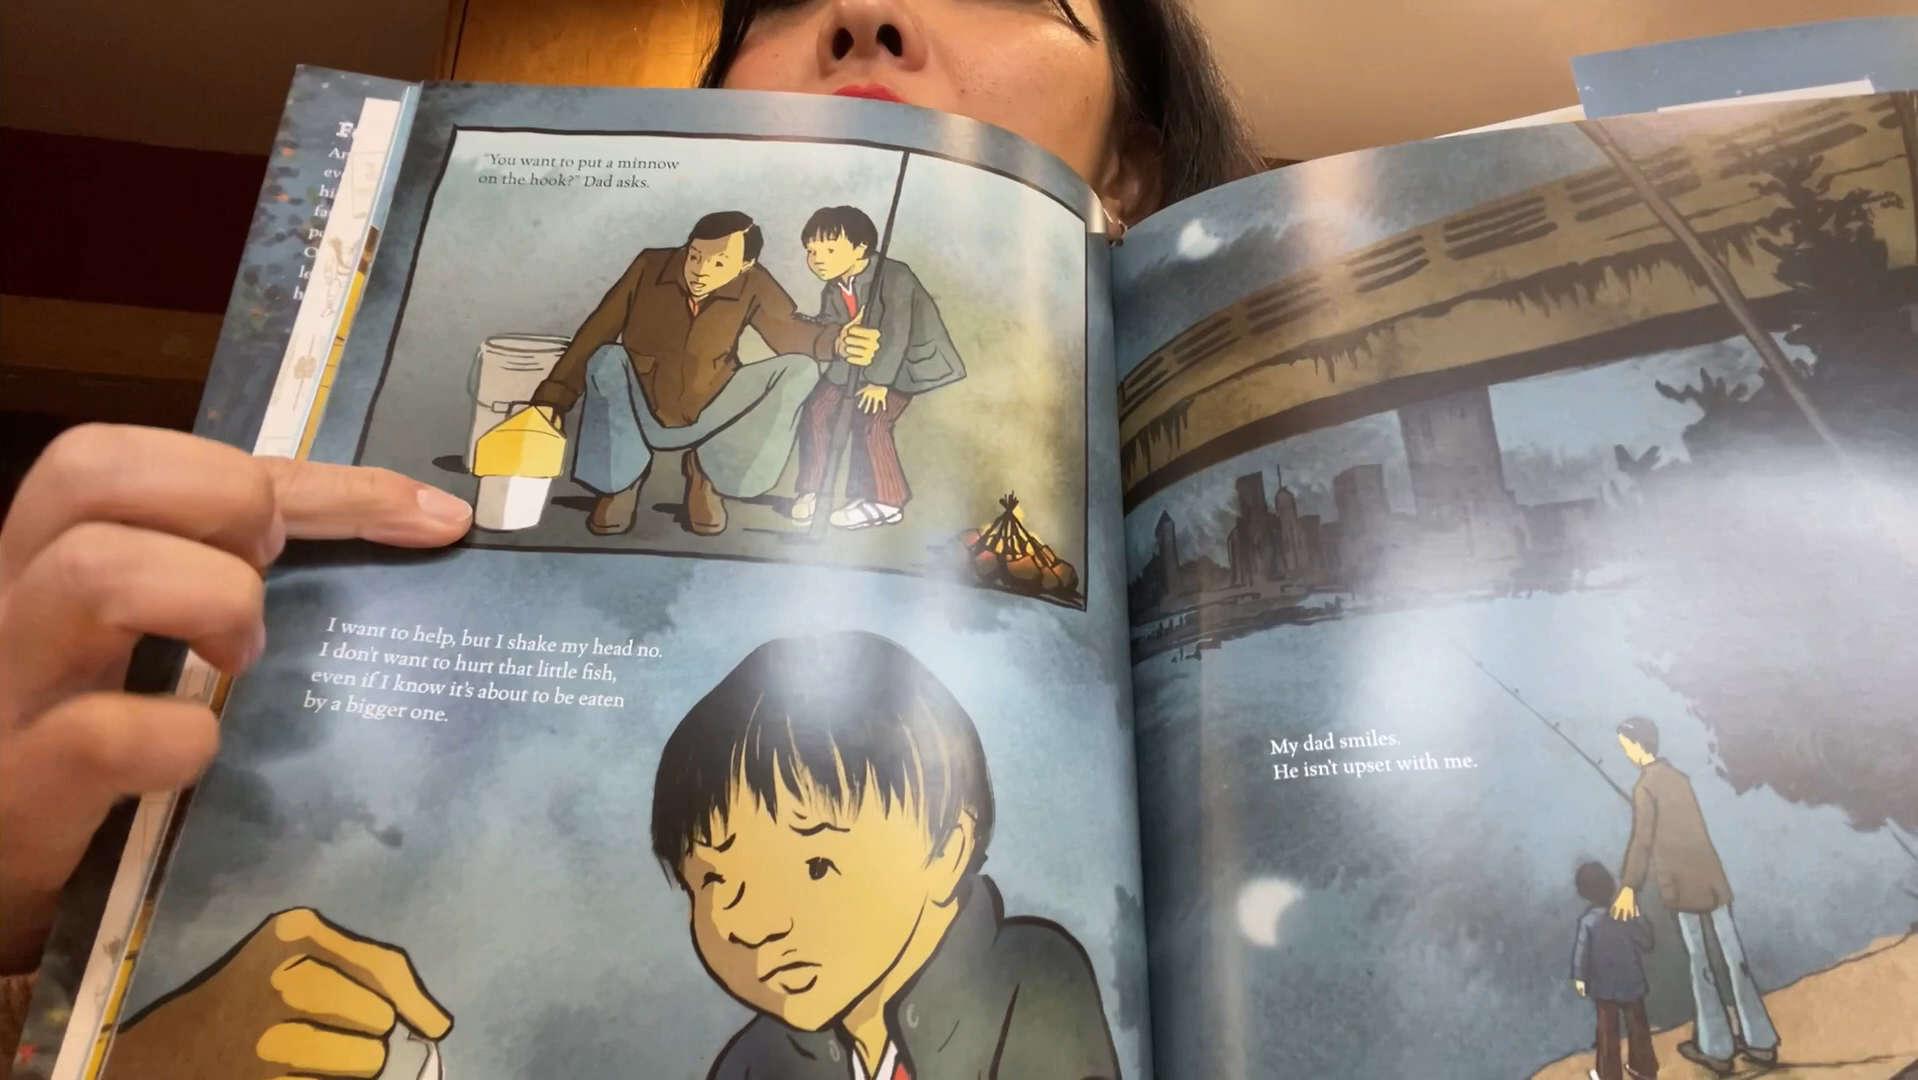 "You want to put a minnow
on the hook?" Dad asks.
I want to help, but I shake my head no.
I don't want to hurt that little fish,
even if I know it's about to be eaten
by a bigger one.
My dad smiles.
He isn't upset with me.